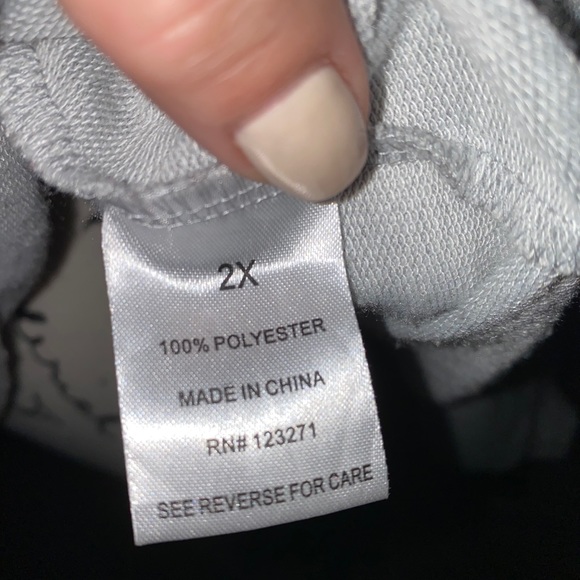 2X
100% POLYESTER
MADE IN CHINA
RN# 123271
SEE REVERSE FOR CARE